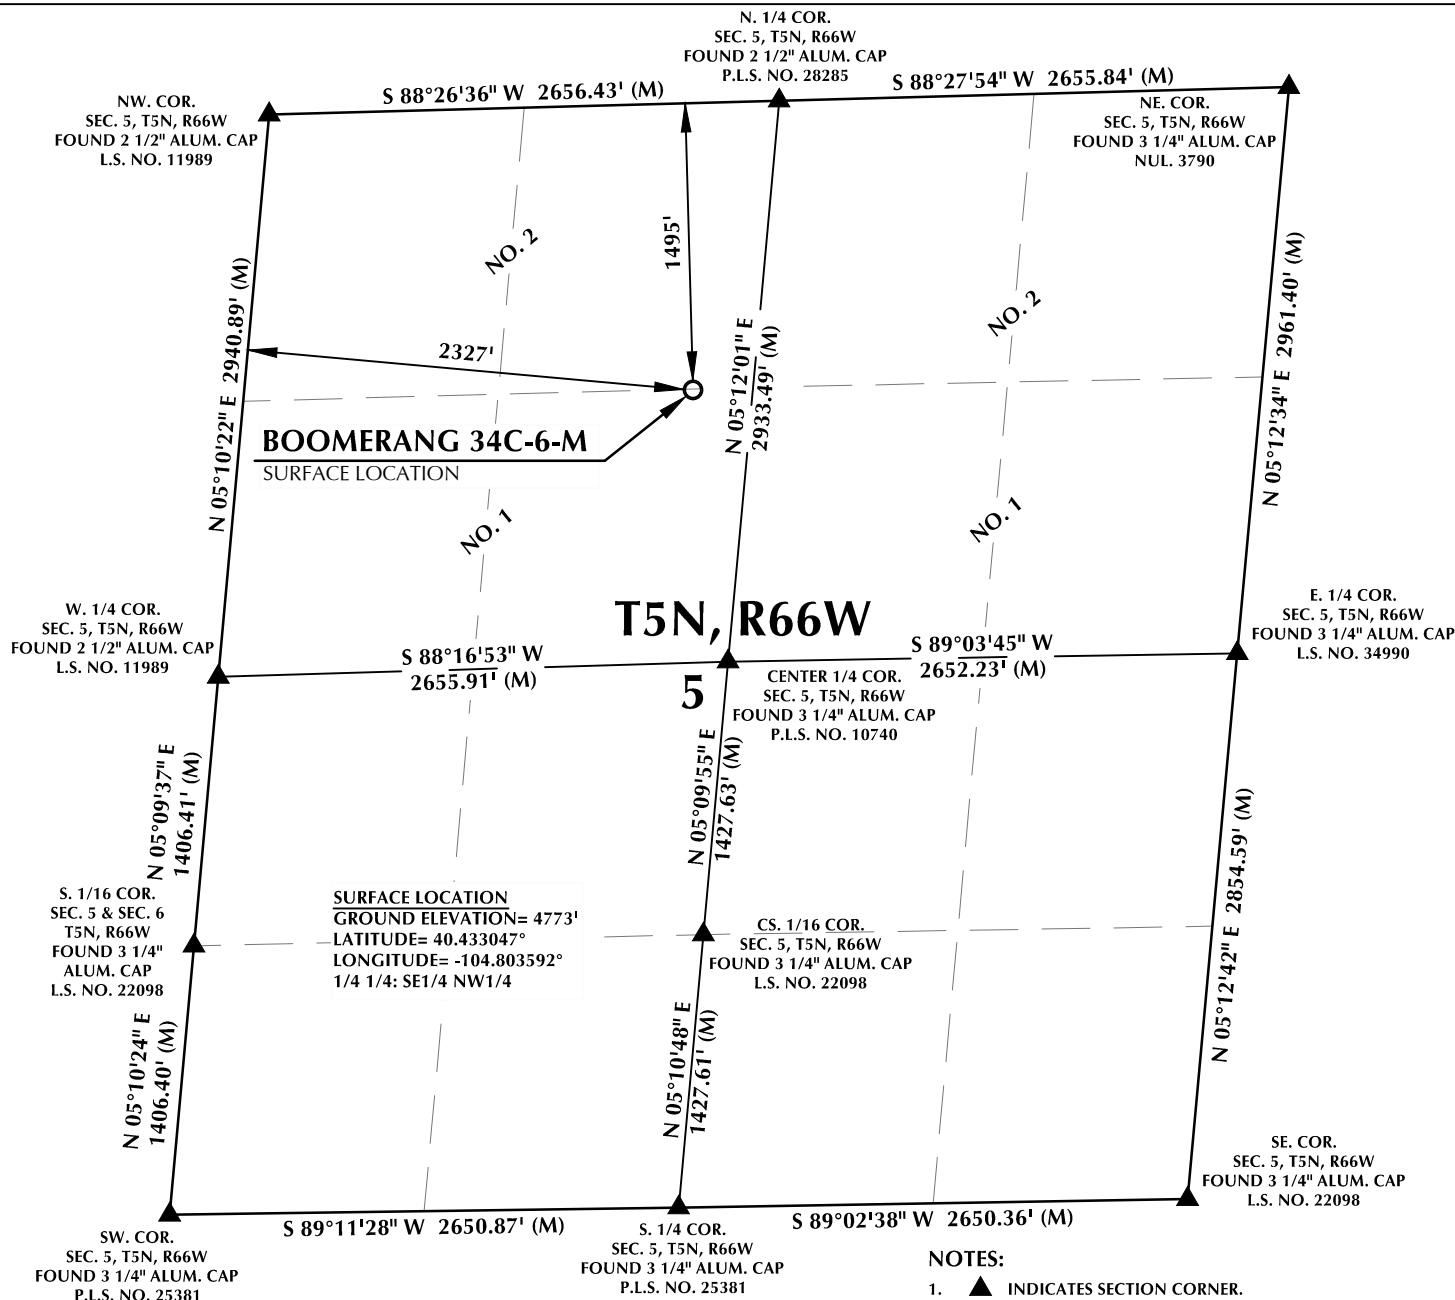 N. 1/4 COR.
SEC. 5, T5N, R66W
FOUND 2 1/2" ALUM. CAP
P.L.S. NO. 28285
S 88°26'36" W 2656.43' (M)
S 88°27'54" W 2655.84' (M)
NW. COR.
SEC. 5, T5N, R66W
FOUND 2 1/2" ALUM. CAP
L.S. NO. 11989
NE. COR.
SEC. 5, T5N, R66W
FOUND 3 1/4" ALUM. CAP
NUL. 3790
NO. 2
1495'
NO. 2
N 05°10'22" E 2940.89' (M)
2327'
N 05°12'01" E
2933.49' (M)
N 05°12'34" E 2961.40' (M)
BOOMERANG 34C-6-M
SURFACE LOCATION
NO. 1
NO. 1
W. 1/4 COR.
SEC. 5, T5N, R66W
FOUND 2 1/2" ALUM. CAP
L.S. NO. 11989
T5N, R66W
5
E. 1/4 COR.
SEC. 5, T5N, R66W
FOUND 3 1/4" ALUM. CAP
L.S. NO. 34990
S 88°16'53" W
2655.91' (M)
S 89°03'45" W
2652.23' (M)
CENTER 1/4 COR.
SEC. 5, T5N, R66W
FOUND 3 1/4" ALUM. CAP
P.L.S. NO. 10740
N 05°09'37" E
1406.41' (M)
N 05°09'55" E
1427.63' (M)
N 05°12'42" E 2854.59' (M)
S. 1/16 COR.
SEC. 5 & SEC. 6
T5N, R66W
FOUND 3 1/4"
ALUM. CAP
L.S. NO. 22098
SURFACE LOCATION
GROUND ELEVATION= 4773'
LATITUDE= 40.433047°
LONGITUDE= -104.803592°
1/4 1/4: SE1/4 NW1/4
CS. 1/16 COR.
SEC. 5, T5N, R66W
FOUND 3 1/4" ALUM. CAP
L.S. NO. 22098
N 05°10'24" E
1406.40' (M)
N 05°10'48" E
1427.61' (M)
SE. COR.
SEC. 5, T5N, R66W
FOUND 3 1/4" ALUM. CAP
L.S. NO. 22098
S 89°11'28" W 2650.87' (M)
S 89°02'38" W 2650.36' (M)
SW. COR.
SEC. 5, T5N, R66W
FOUND 3 1/4" ALUM. CAP
P.L.S. NO. 25381
S. 1/4 COR.
SEC. 5, T5N, R66W
FOUND 3 1/4" ALUM. CAP
P.L.S. NO. 25381
NOTES:
1. ▲ INDICATES SECTION CORNER.